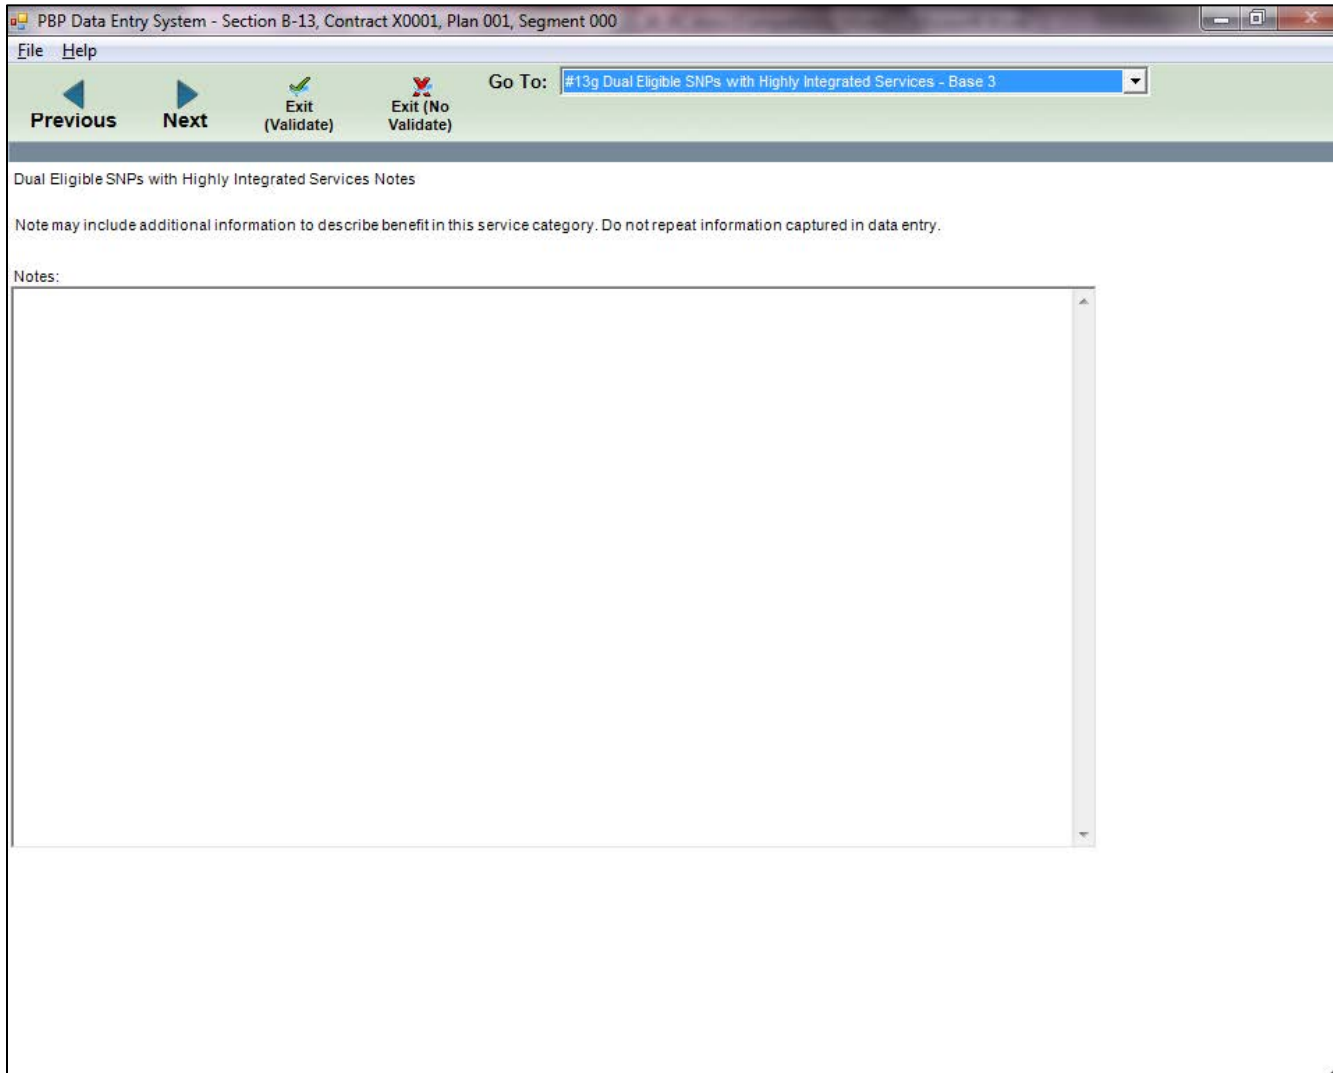 PBP Data Entry System - Section B-13, Contract X0001, Plan 001, Segment 000
File Help
Previous
Next
Exit
(Validate)
Exit (No
Validate)
Go To: #13g Dual Eligible SNPs with Highly Integrated Services - Base 3
Dual Eligible SNPs with Highly Integrated Services Notes
Note may include additional information to describe benefit in this service category. Do not repeat information captured in data entry.
Notes: